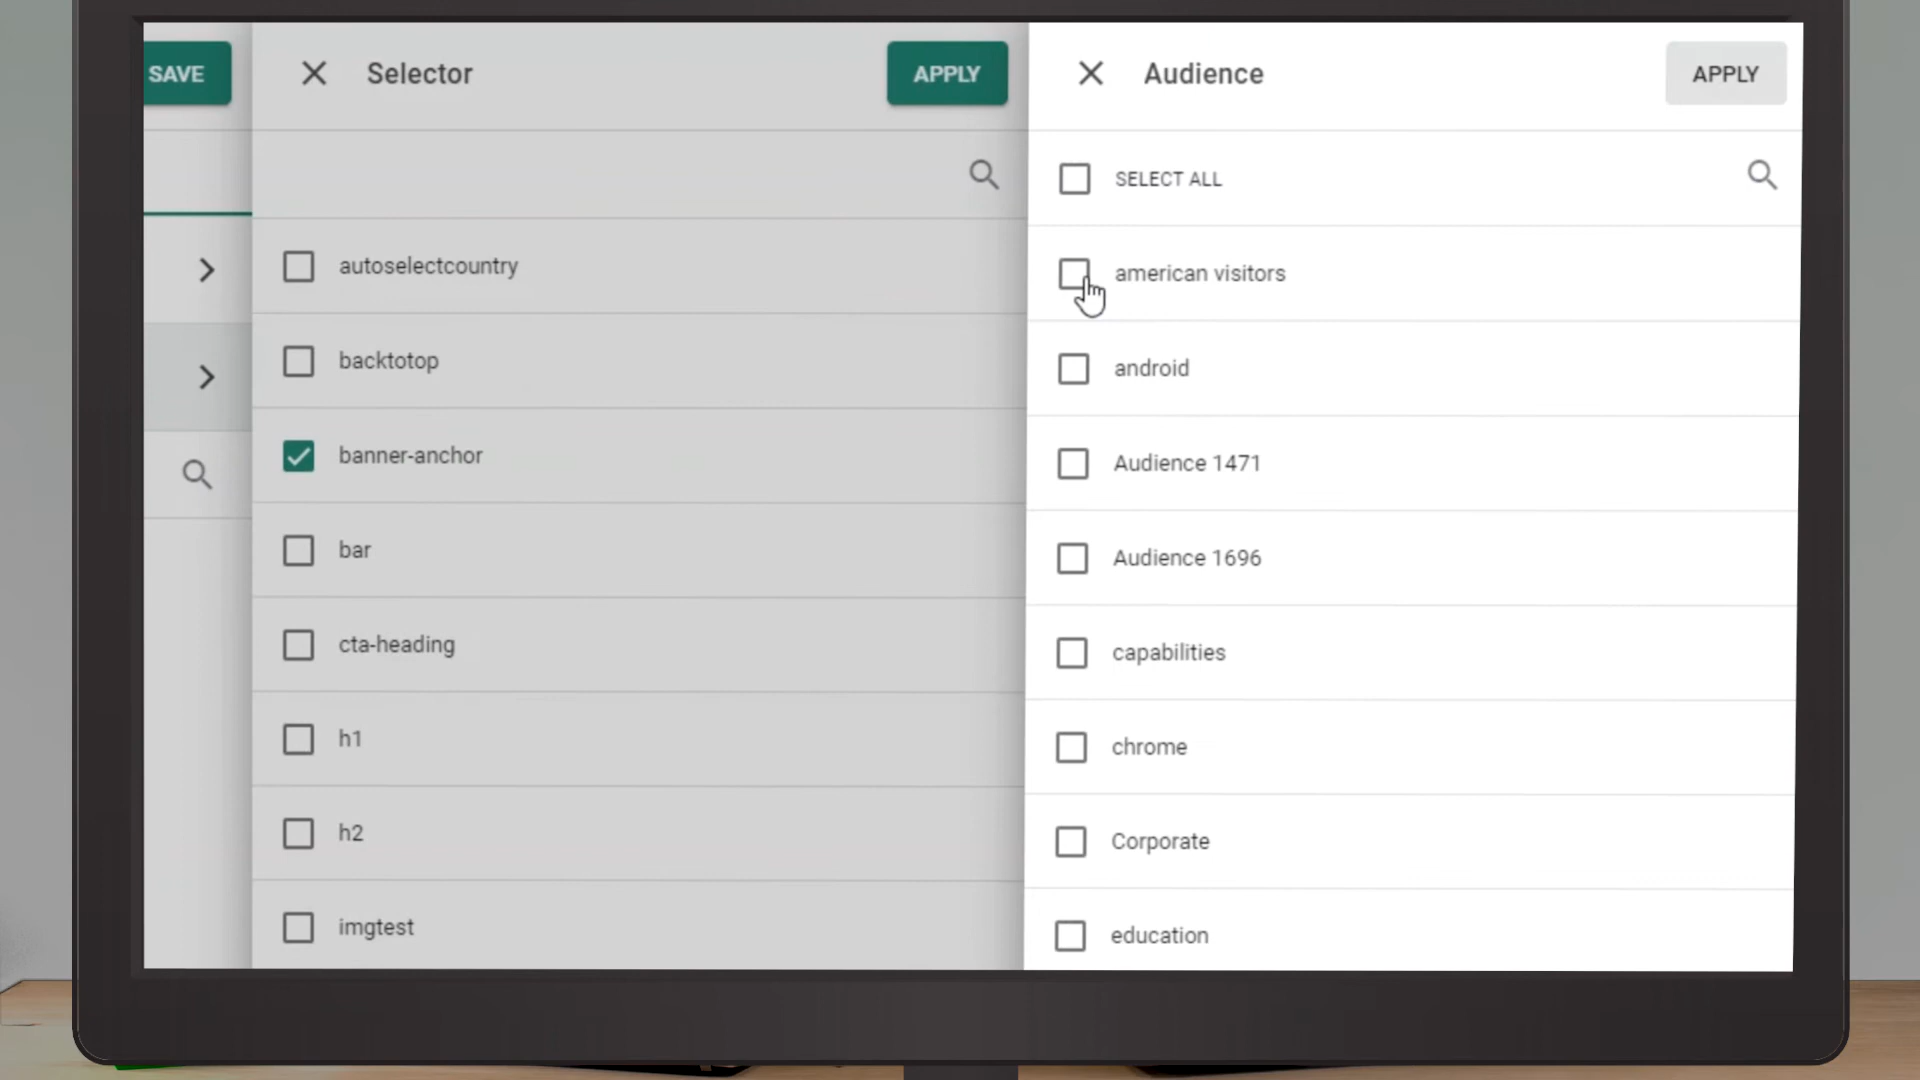 SAVE
Selector
APPLY
autoselectcountry
backtotop
banner-anchor
bar
cta-heading
h1
h2
imgtest
Audience
APPLY
SELECT ALL
american visitors
android
Audience 1471
Audience 1696
capabilities
chrome
Corporate
education